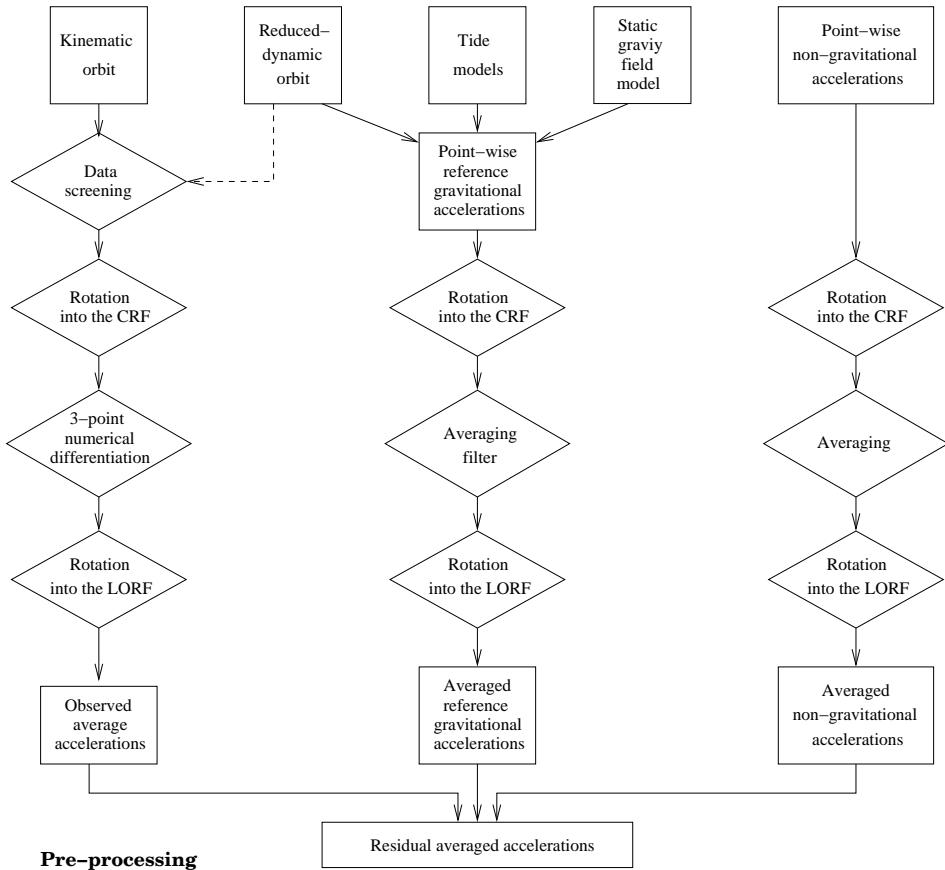 Kinematic
orbit
Reduced−
dynamic
orbit
Tide
models
Static
graviy
field
model
Point−wise
non−gravitational
accelerations
Data
screening
Point−wise
reference
gravitational
accelerations
Rotation
into the CRF
Rotation
into the CRF
Rotation
into the CRF
3−point
numerical
differentiation
Averaging
filter
Averaging
Rotation
into the LORF
Rotation
into the LORF
Rotation
into the LORF
Observed
average
accelerations
Averaged
reference
gravitational
accelerations
Averaged
non−gravitational
accelerations
Residual averaged accelerations
Pre−processing